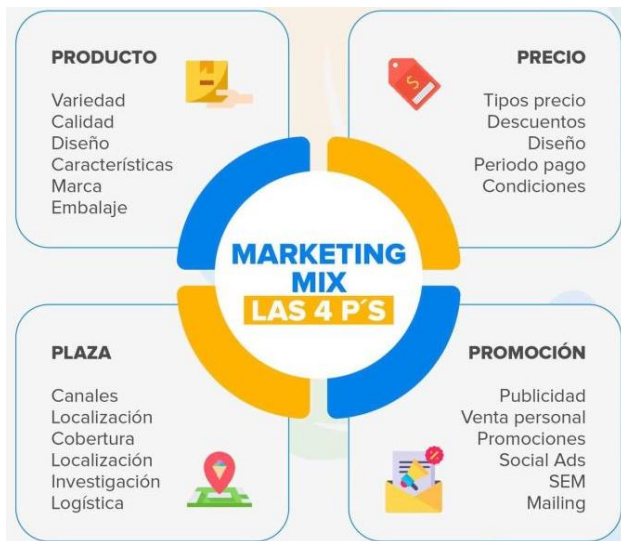 PRODUCTO
Variedad
Calidad
Diseño
Características
Marca
Embalaje
PRECIO
Tipos precio
Descuentos
Diseño
Periodo pago
Condiciones
MARKETING
MIX
LAS 4 P´S
PLAZA
Canales
Localización
Cobertura
Localización
Investigación
Logística
PROMOCIÓN
Publicidad
Venta personal
Promociones
Social Ads
SEM
Mailing